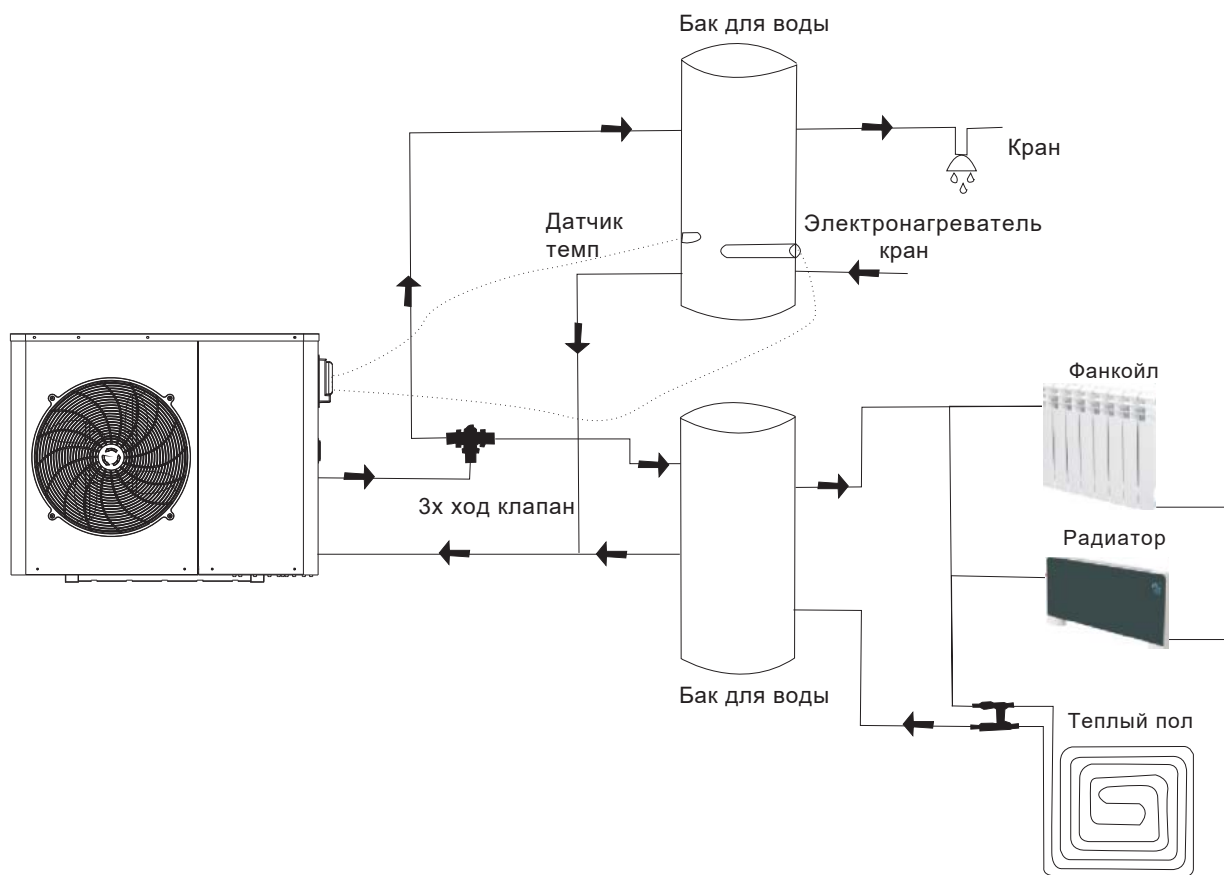 Бак для воды
Кран
Датчик
темп
Электронагреватель
кран
Фанкойл
3х ход клапан
Радиатор
Бак для воды
Теплый пол